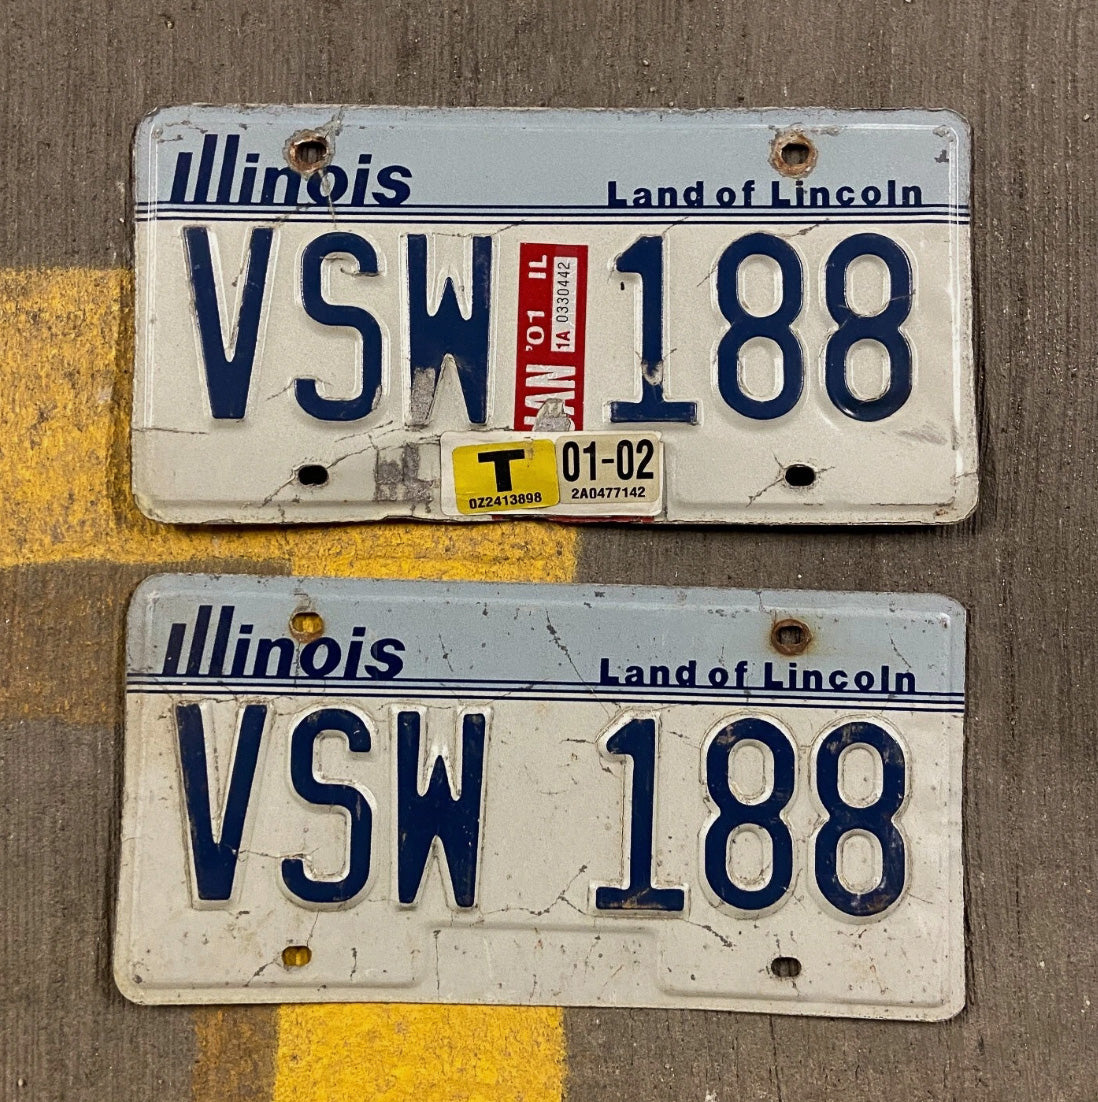 Illinois
Land of Lincoln
VSW 188
JAN '01 IL
1A 0330442
T 01-02
0Z2413898 2A0477142
Illinois
Land of Lincoln
VSW 188